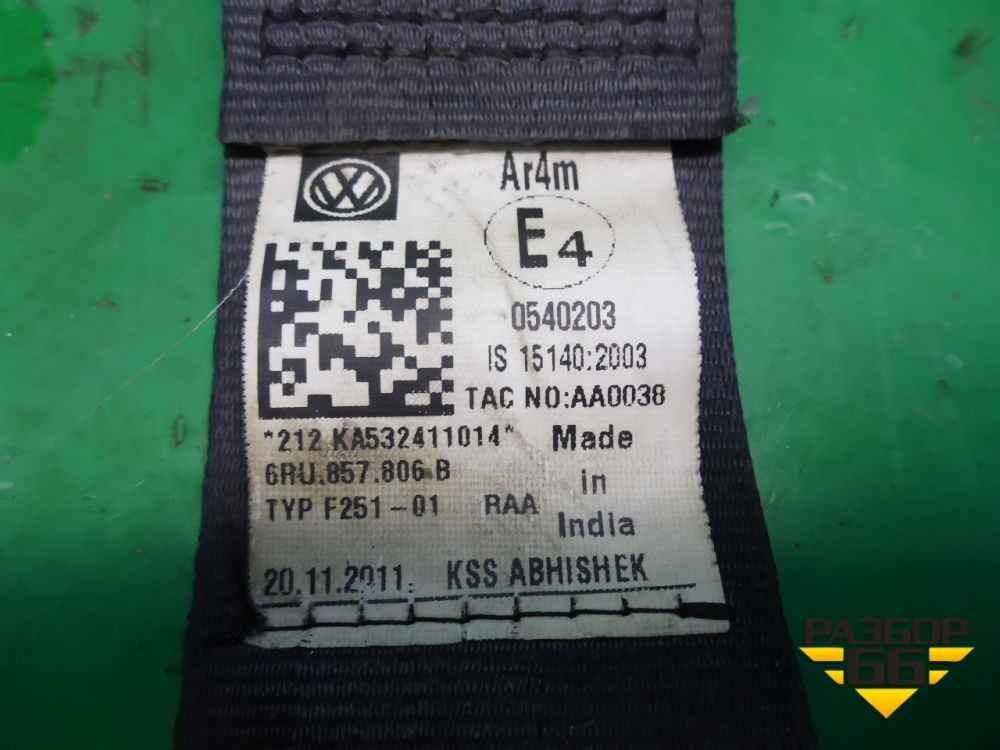 Ar4m
E4
0540203
IS 15140:2003
TAC NO:AA0038
*212 KA532411014* Made
6RU.857.806 B in
TYP F251-01 RAA India
20.11.2011. KSS ABHISHEK
РАЗБОР
66